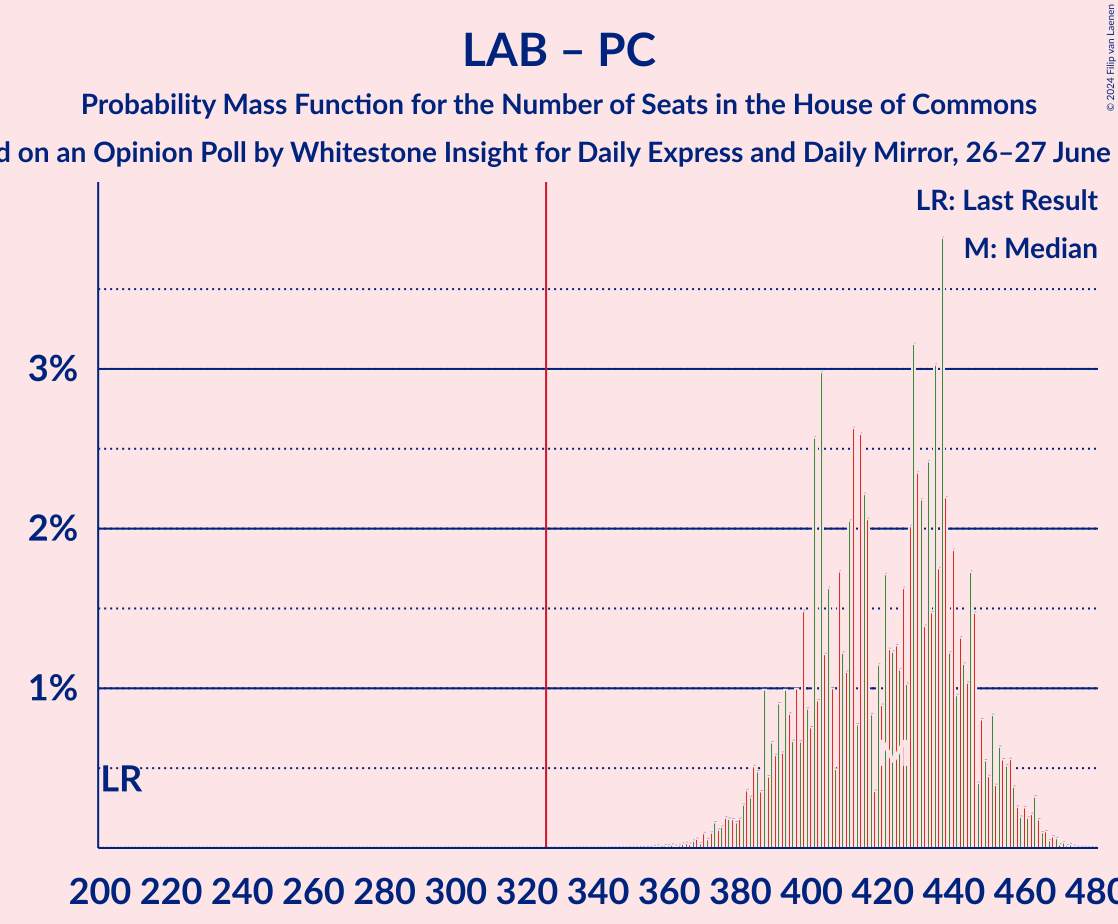 LAB – PC
Probability Mass Function for the Number of Seats in the House of Commons
on an Opinion Poll by Whitestone Insight for Daily Express and Daily Mirror, 26–27 June
© 2024 Filip van Laenen
LR: Last Result
M: Median
3%
2%
1%
LR
200 220 240 260 280 300 320 340 360 380 400 420 440 460 480